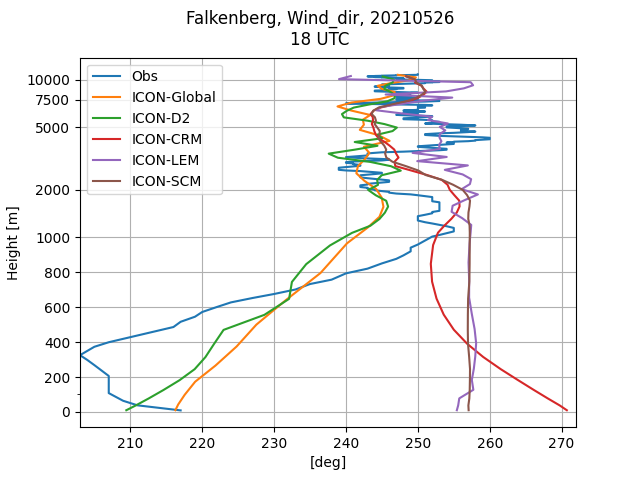 Falkenberg, Wind_dir, 20210526
18 UTC
Obs
ICON-Global
ICON-D2
ICON-CRM
ICON-LEM
ICON-SCM
Height [m]
10000
7500
5000
2000
1000
800
600
400
200
0
210 220 230 240 250 260 270
[deg]